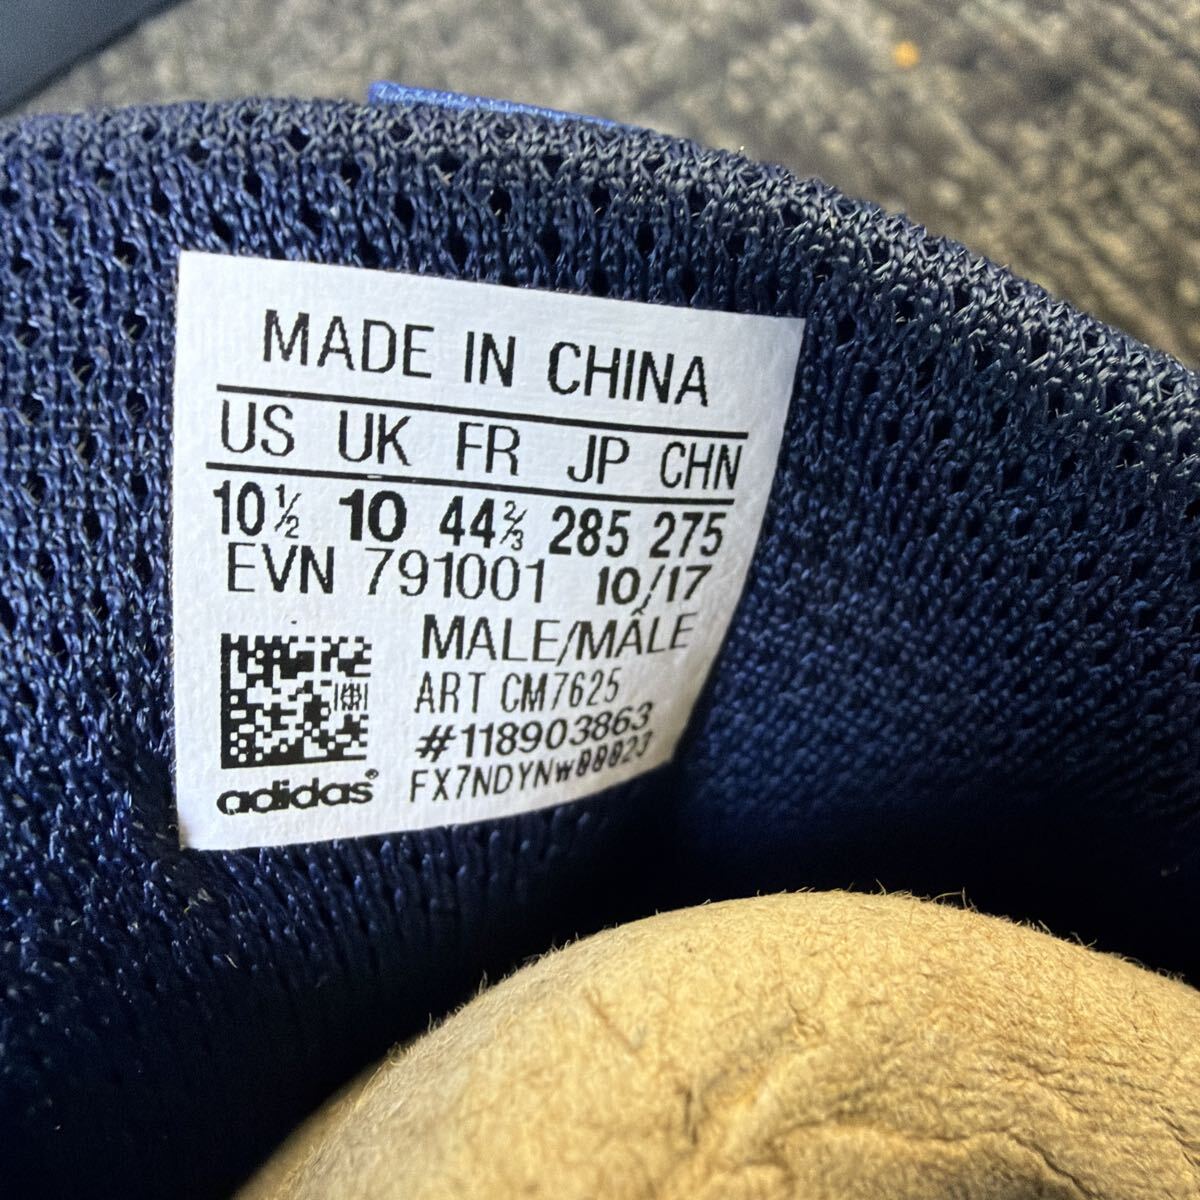 MADE IN CHINA
US UK FR JP CHN
10½ 10 44⅔ 285 275
EVN 791001 10/17
MALE/MÂLE
ART CM7625
#118903863
FX7NDYNW00023
adidas®